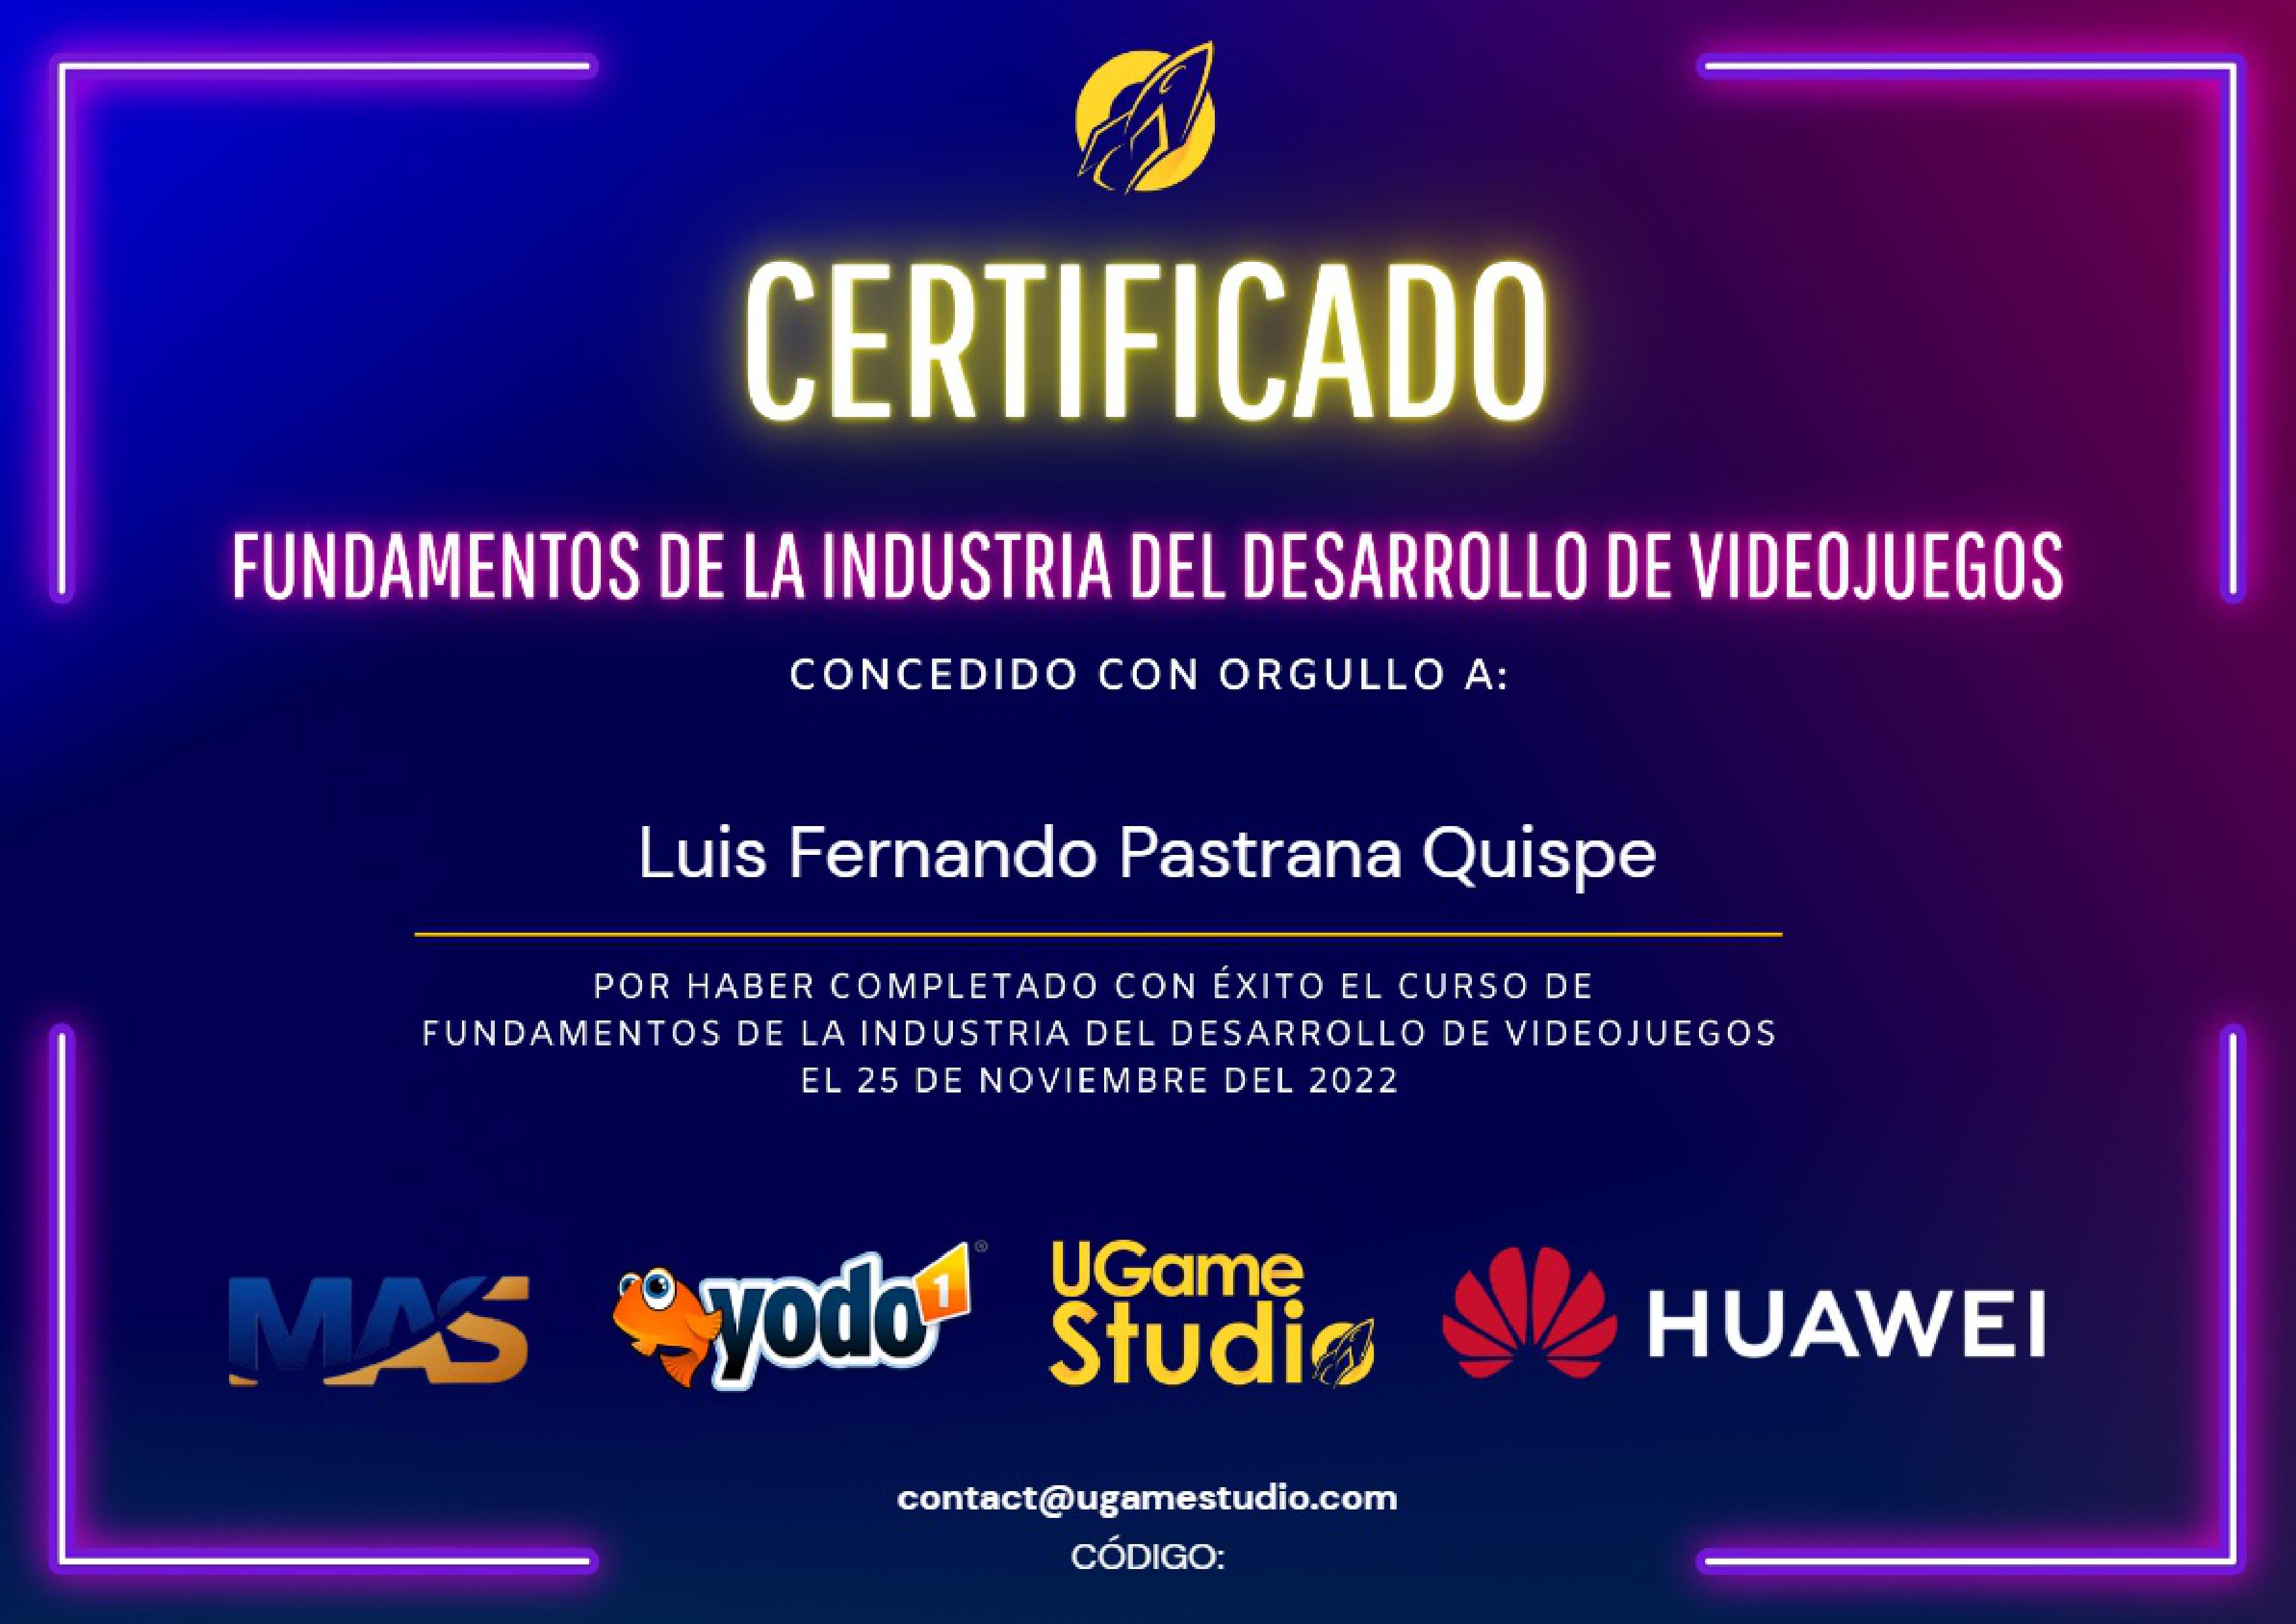 CERTIFICADO
FUNDAMENTOS DE LA INDUSTRIA DEL DESARROLLO DE VIDEOJUEGOS
CONCEDIDO CON ORGULLO A:
Luis Fernando Pastrana Quispe
POR HABER COMPLETADO CON ÉXITO EL CURSO DE
FUNDAMENTOS DE LA INDUSTRIA DEL DESARROLLO DE VIDEOJUEGOS
EL 25 DE NOVIEMBRE DEL 2022
MAS
yodo1®
UGame
Studio
HUAWEI
contact@ugamestudio.com
CÓDIGO: